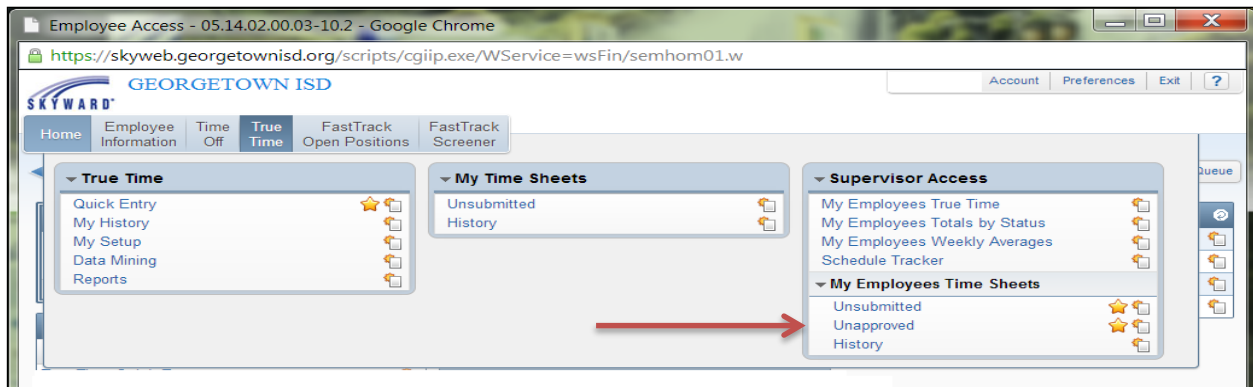 Employee Access - 05.14.02.00.03-10.2 - Google Chrome
https://skyweb.georgetownisd.org/scripts/cgiip.exe/WService=wsFin/semhom01.w
SKYWARD
GEORGETOWN ISD
Account Preferences Exit ?
Home
Employee Information
Time Off
True Time
FastTrack Open Positions
FastTrack Screener
Queue
True Time
Quick Entry
My History
My Setup
Data Mining
Reports
My Time Sheets
Unsubmitted
History
Supervisor Access
My Employees True Time
My Employees Totals by Status
My Employees Weekly Averages
Schedule Tracker
My Employees Time Sheets
Unsubmitted
Unapproved
History